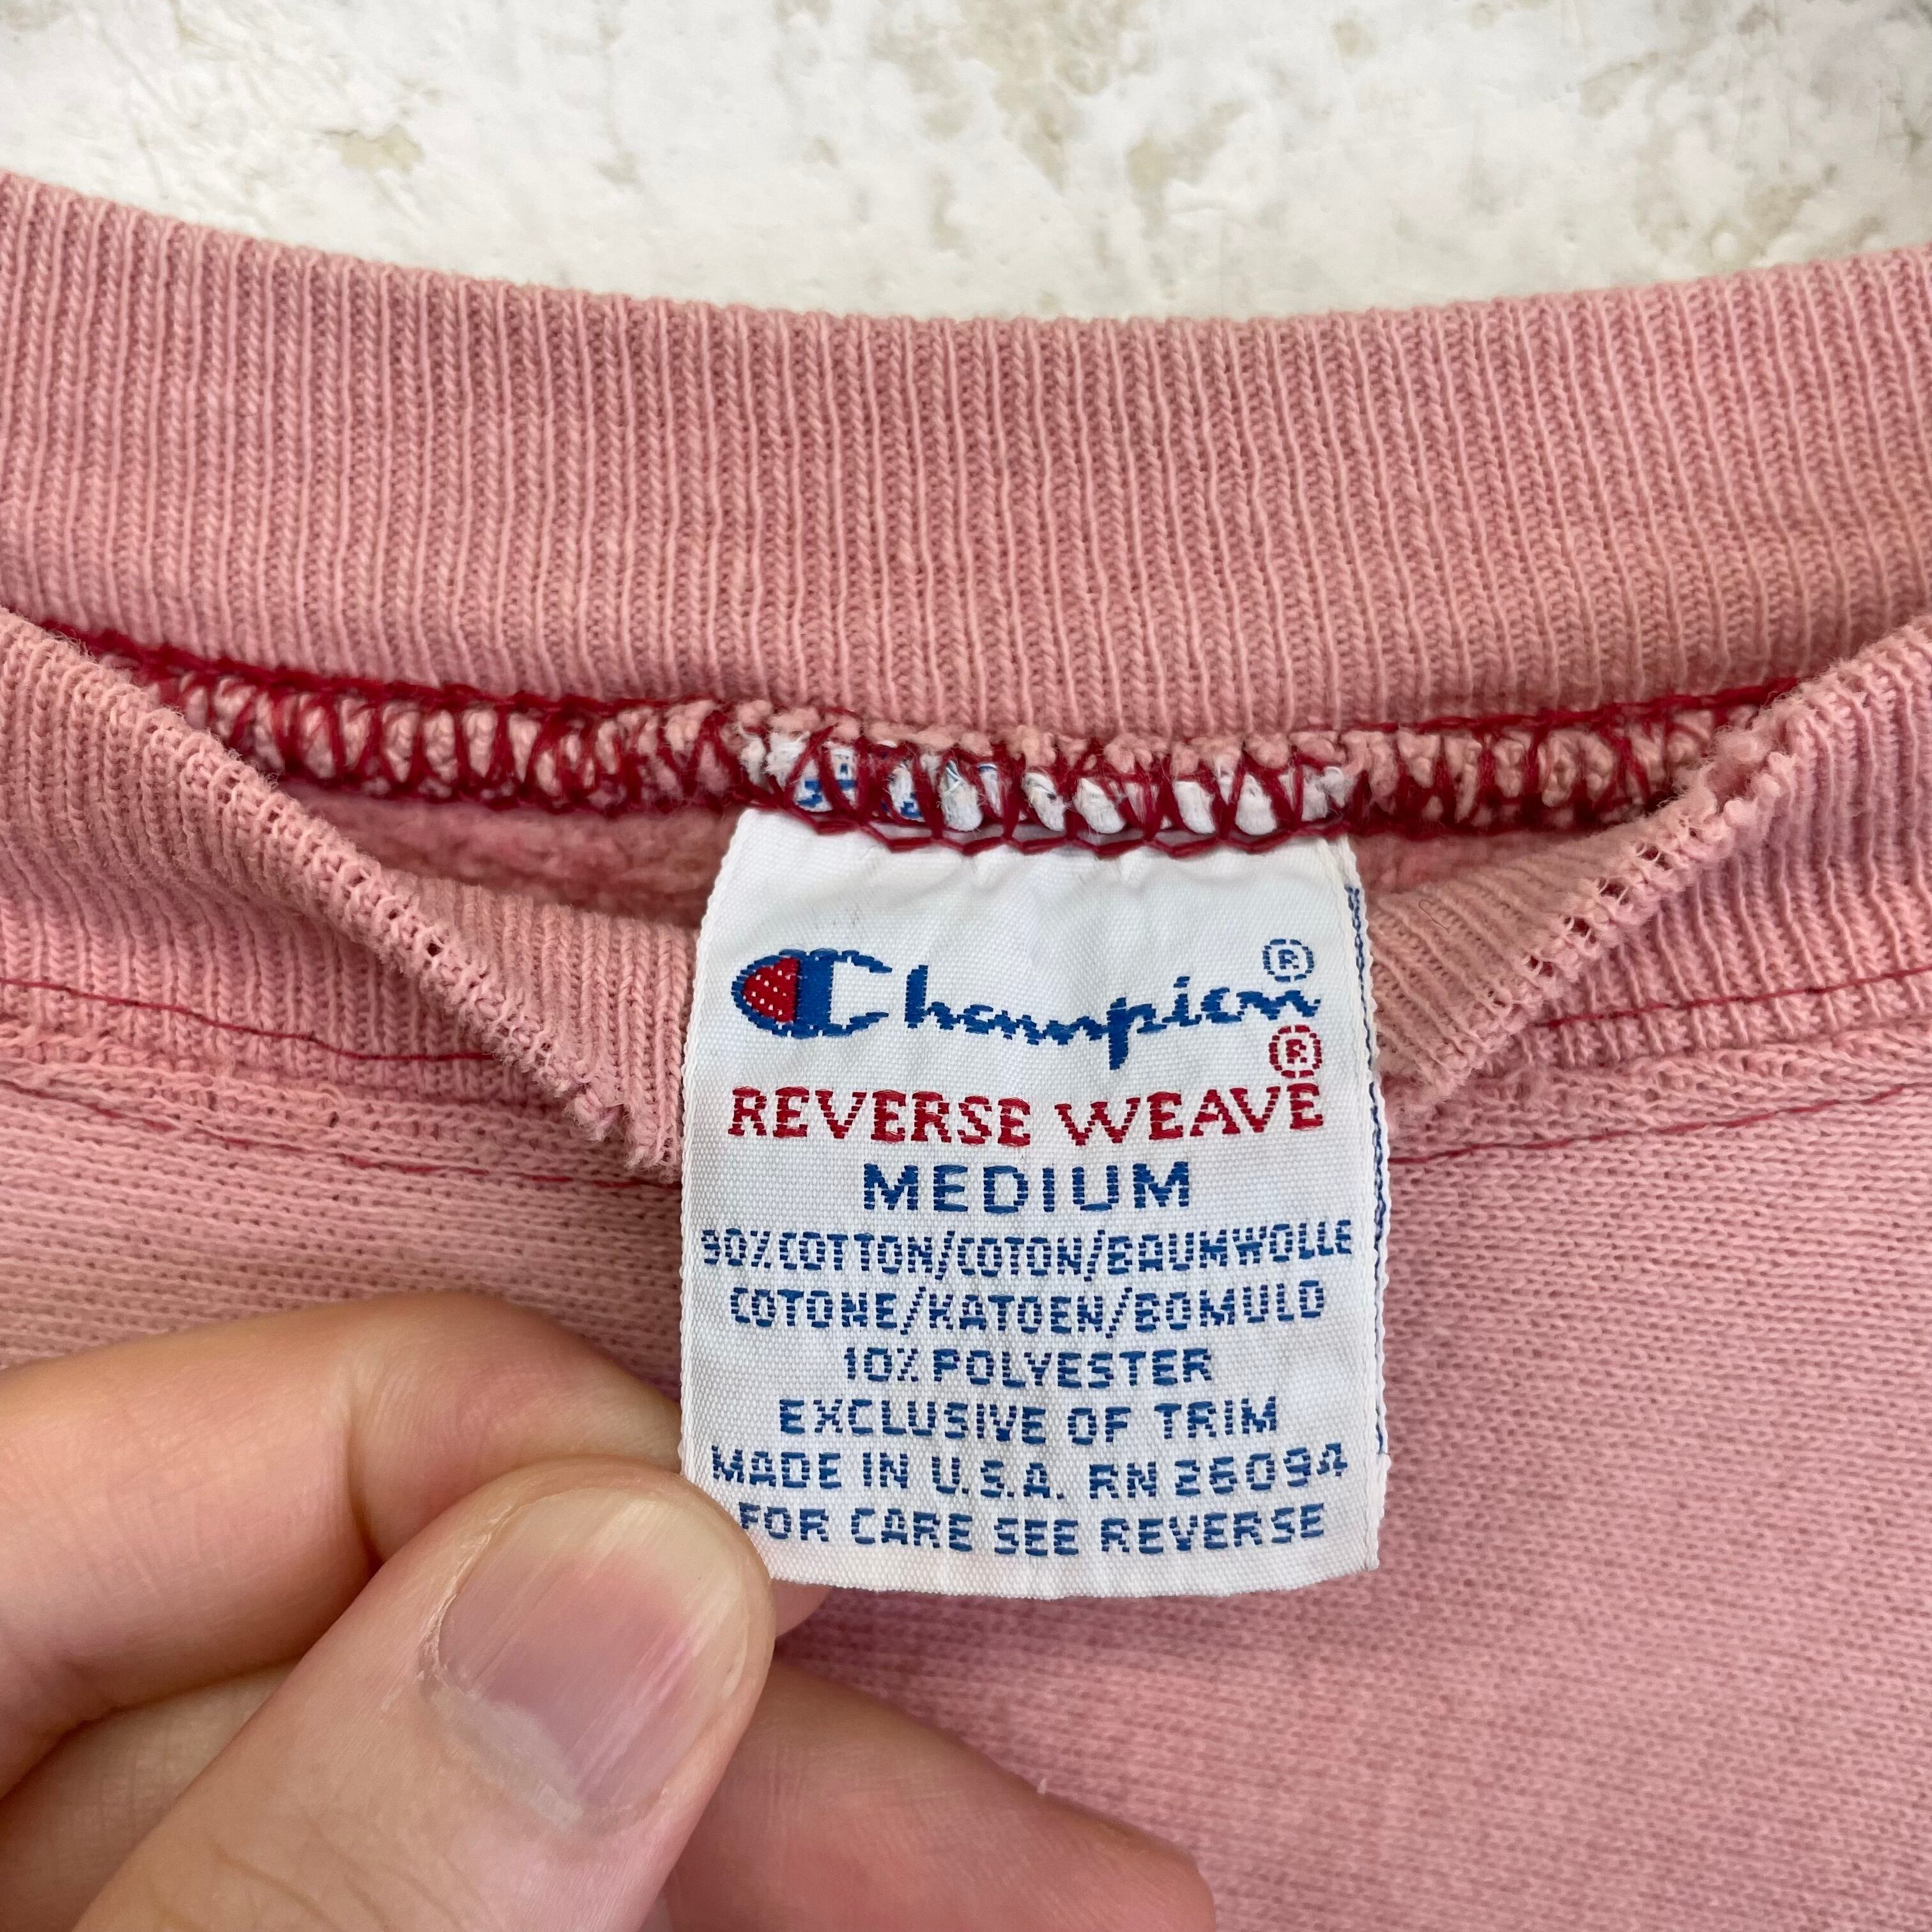 Champion ®
®
REVERSE WEAVE
MEDIUM
90% COTTON/COTON/BAUMWOLLE
COTONE/KATOEN/BOMULD
10% POLYESTER
EXCLUSIVE OF TRIM
MADE IN U.S.A. RN 26094
FOR CARE SEE REVERSE